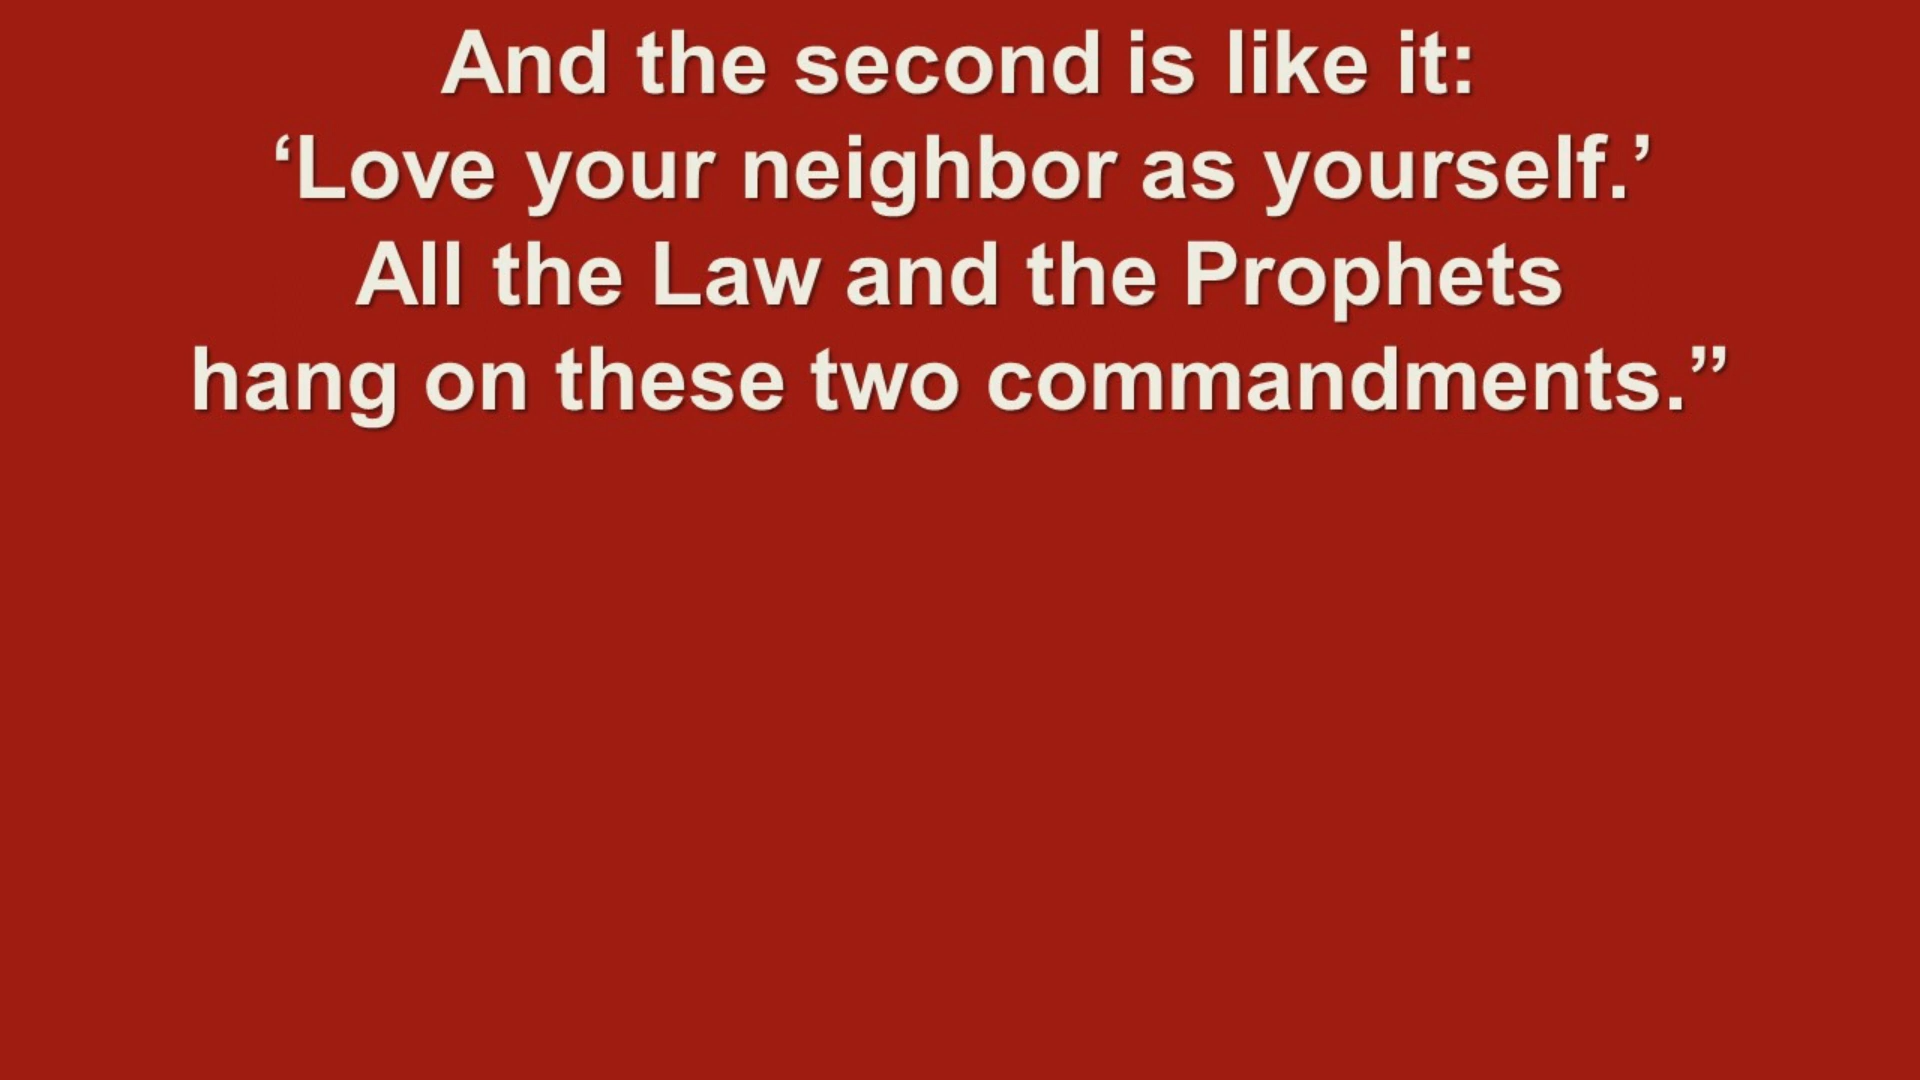 And the second is like it:
‘Love your neighbor as yourself.’
All the Law and the Prophets
hang on these two commandments.”